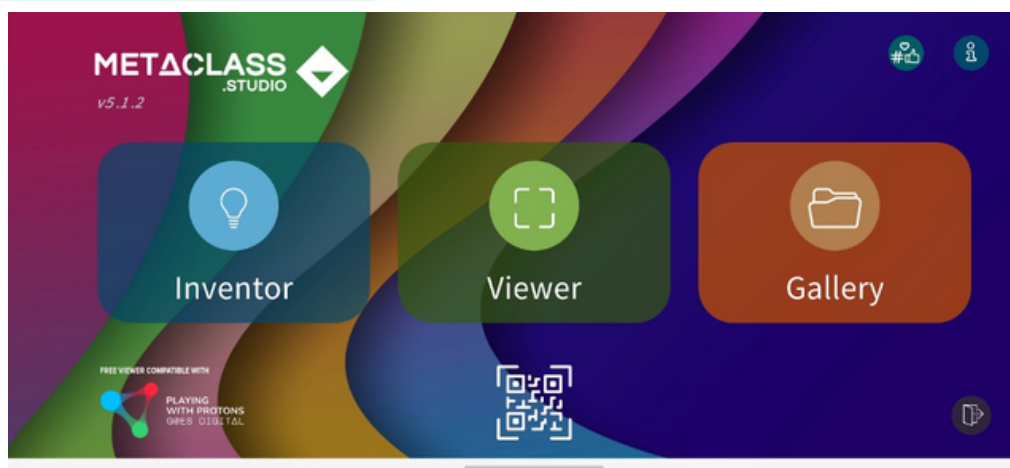 METACLASS
.STUDIO
v5.1.2
#
Inventor
Viewer
Gallery
FREE VIEWER COMPATIBLE WITH
PLAYING
WITH PROTONS
GOES DIGITAL